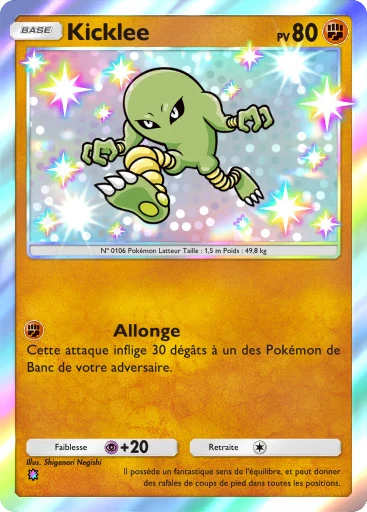 BASE
Kicklee
PV 80
N° 0106 Pokémon Latteur Taille : 1.5 m Poids : 49,8 kg
Allonge
Cette attaque inflige 30 dégâts à un des Pokémon de
Banc de votre adversaire.
Faiblesse +20
Retraite
Illus. Shigenori Negishi
Il possède un fantastique sens de l'équilibre, et peut donner
des rafales de coups de pied dans toutes les positions.